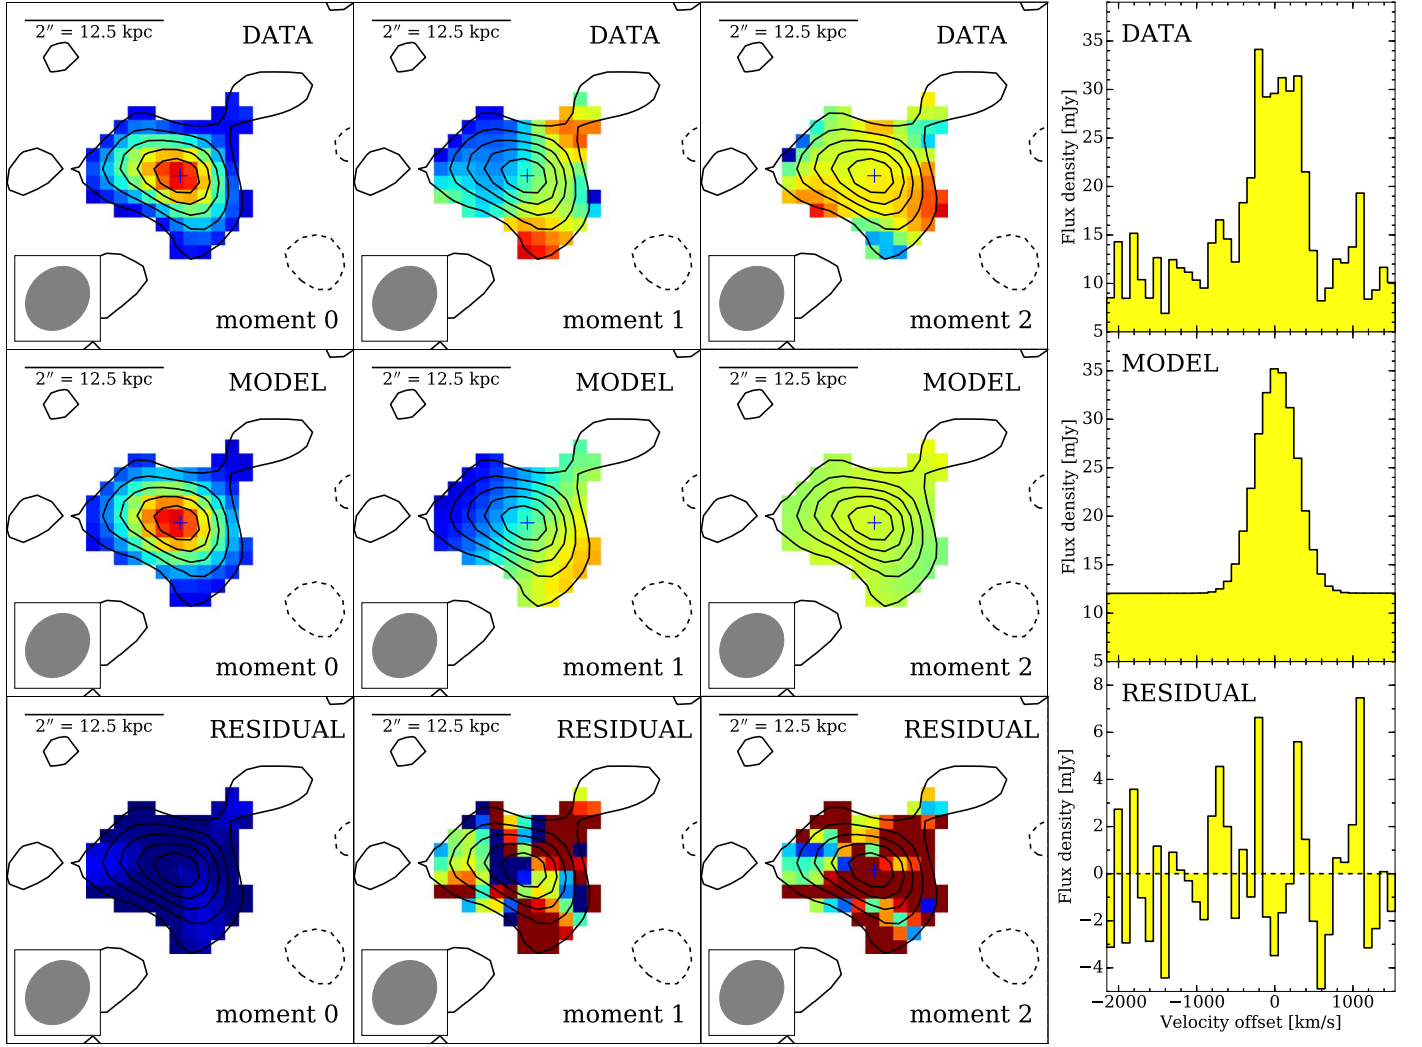 2″ = 12.5 kpc
DATA
moment 0
2″ = 12.5 kpc
DATA
moment 1
2″ = 12.5 kpc
DATA
moment 2
DATA
Flux density [mJy]
35
30
25
20
15
10
5
2″ = 12.5 kpc
MODEL
moment 0
2″ = 12.5 kpc
MODEL
moment 1
2″ = 12.5 kpc
MODEL
moment 2
MODEL
Flux density [mJy]
35
30
25
20
15
10
5
2″ = 12.5 kpc
RESIDUAL
moment 0
2″ = 12.5 kpc
RESIDUAL
moment 1
2″ = 12.5 kpc
RESIDUAL
moment 2
RESIDUAL
Flux density [mJy]
8
6
4
2
0
−2
−4
−2000 −1000 0 1000
Velocity offset [km/s]